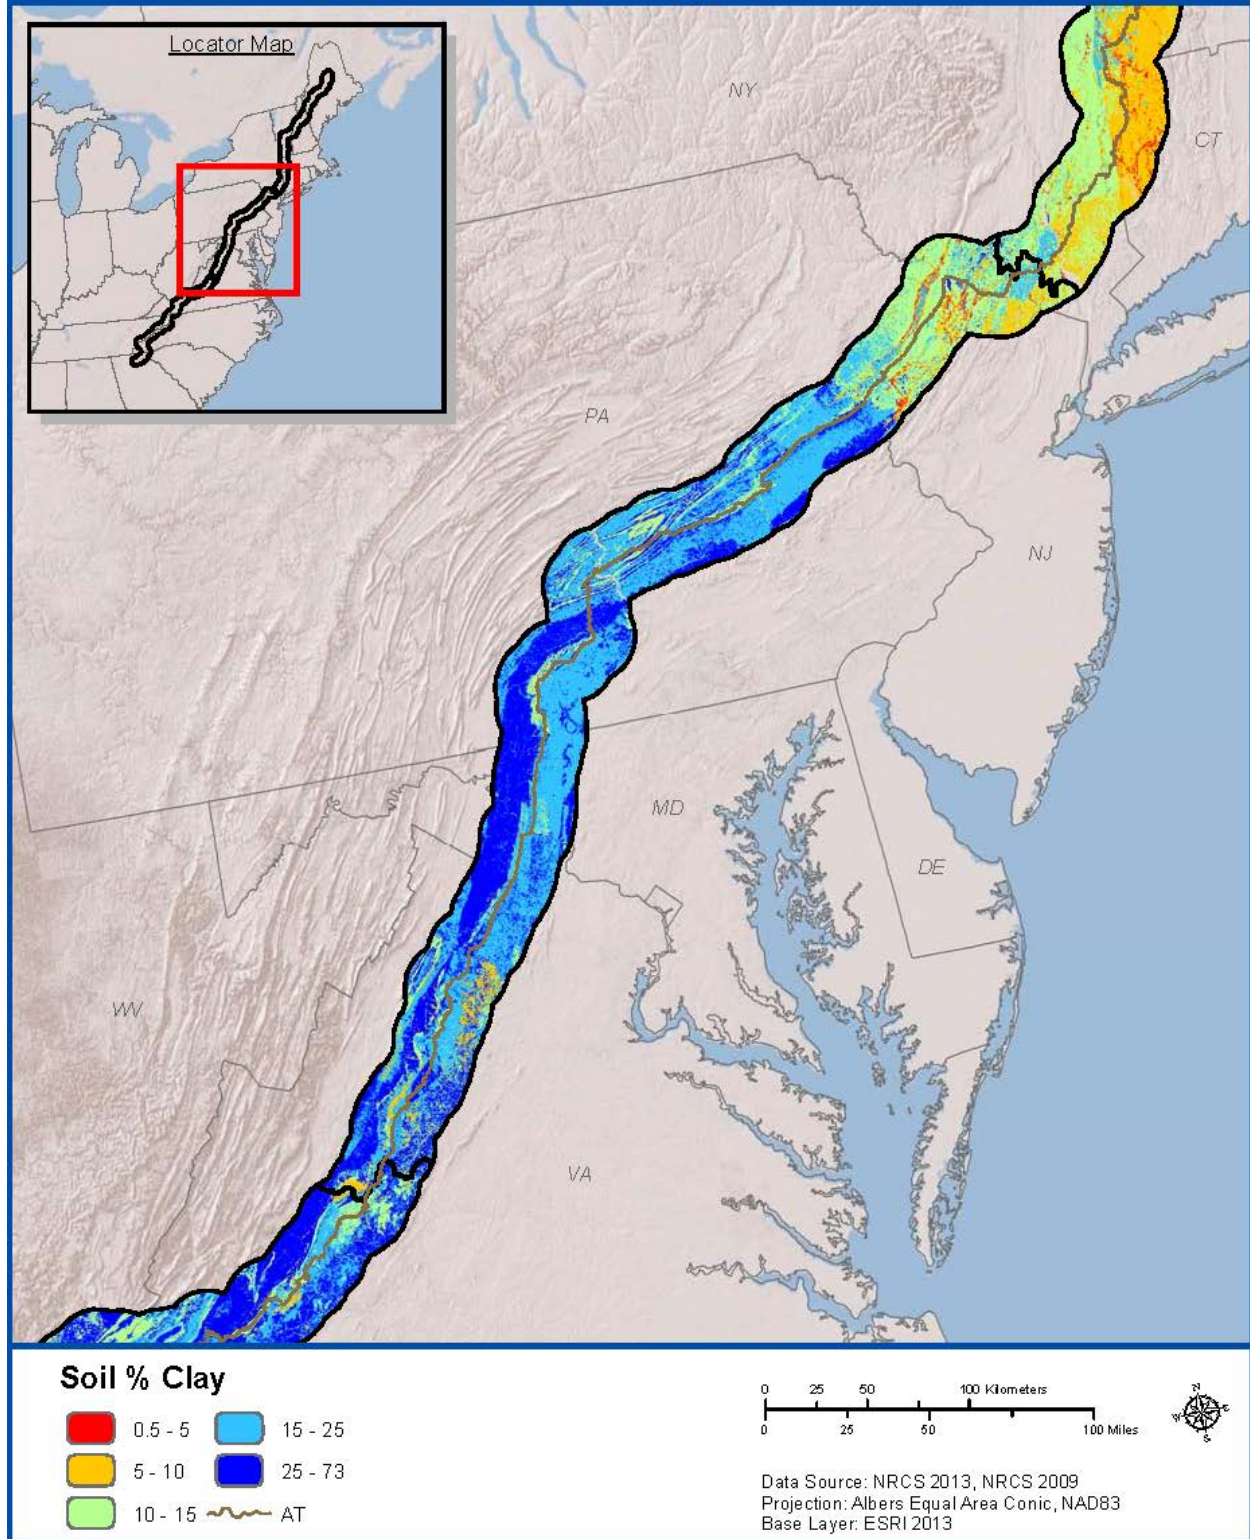 Locator Map
NY
CT
PA
NJ
MD
DE
WV
VA
Soil % Clay
0.5 - 5
15 - 25
5 - 10
25 - 73
10 - 15
AT
0 25 50 100 Kilometers
0 25 50 100 Miles
N
W E
S
Data Source: NRCS 2013, NRCS 2009
Projection: Albers Equal Area Conic, NAD83
Base Layer: ESRI 2013